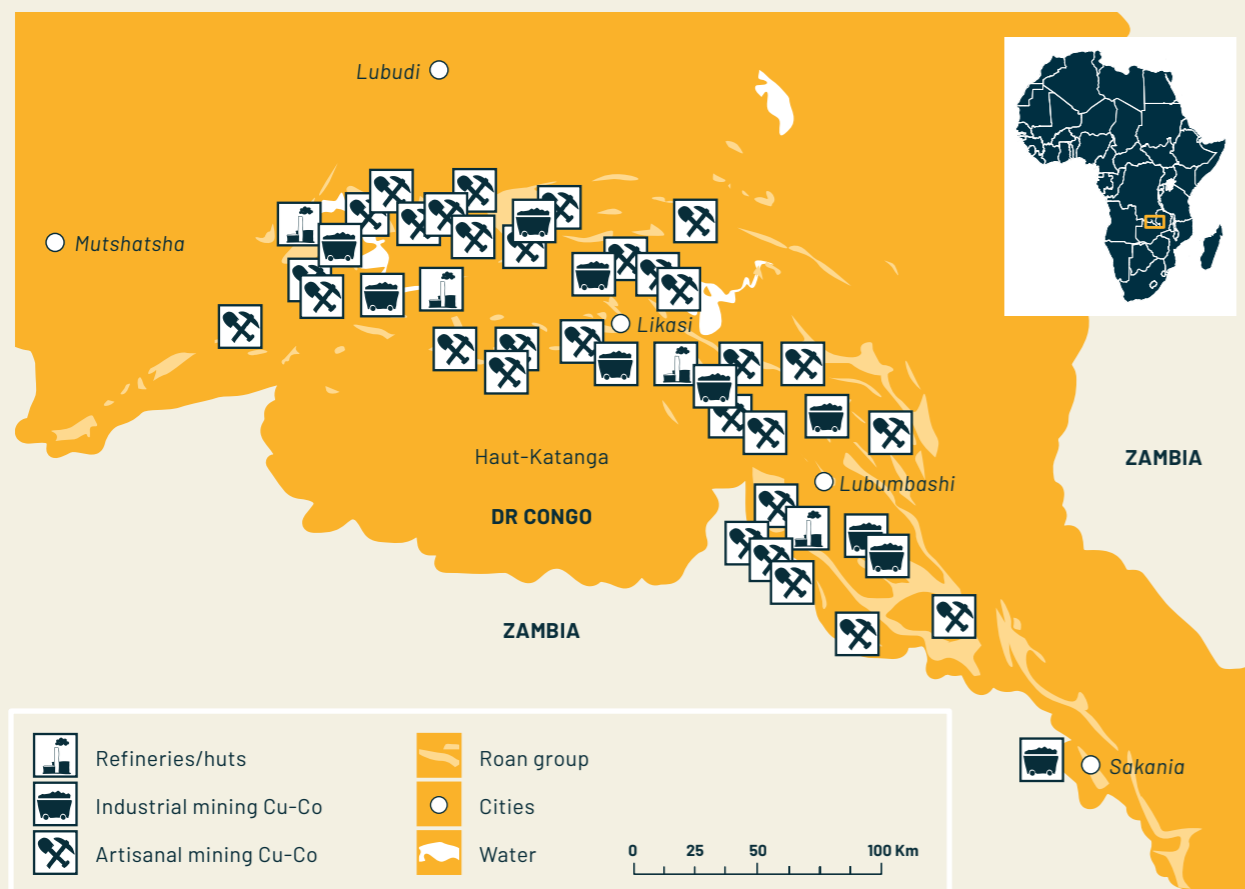 Lubudi
Mutshatsha
Likasi
Haut-Katanga
ZAMBIA
Lubumbashi
DR CONGO
ZAMBIA
Sakania
Refineries/huts
Industrial mining Cu-Co
Artisanal mining Cu-Co
Roan group
Cities
Water
0 25 50 100 Km